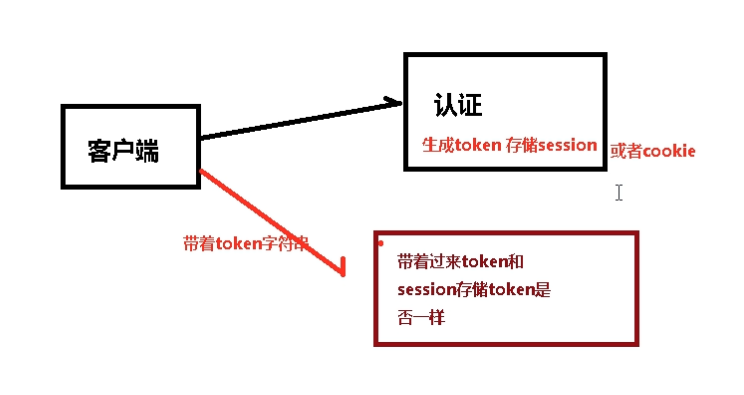 认证
客户端
生成token 存储session
或者cookie
带着token字符串
带着过来token和
session存储token是
否一样